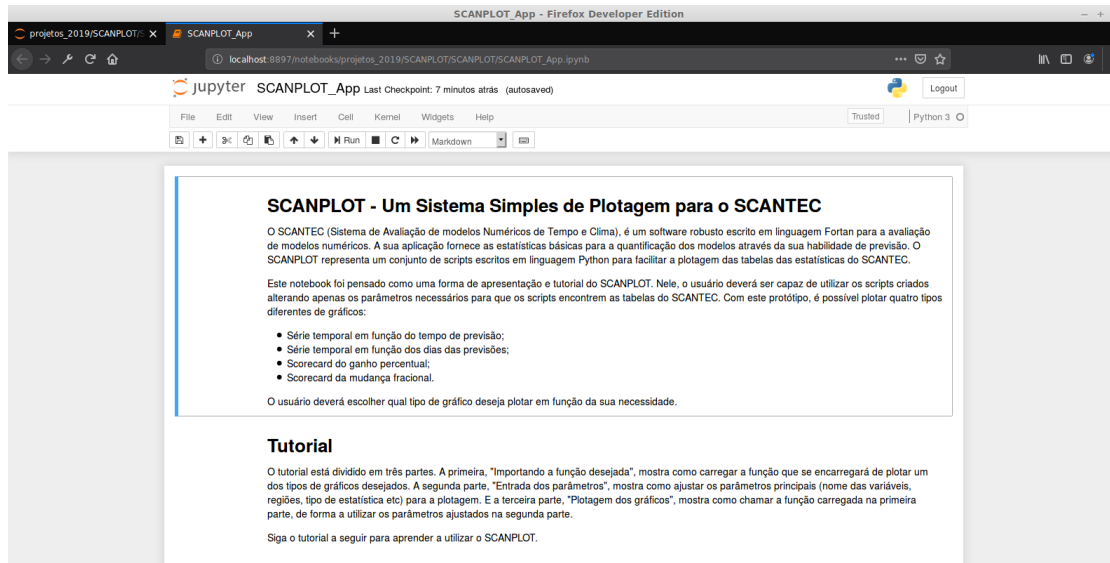 SCANPLOT_App - Firefox Developer Edition
projetos_2019/SCANPLOT/S
SCANPLOT_App
localhost:8897/notebooks/projetos_2019/SCANPLOT/SCANPLOT/SCANPLOT_App.ipynb
jupyter SCANPLOT_App Last Checkpoint: 7 minutos atrás (autosaved)
Logout
File Edit View Insert Cell Kernel Widgets Help
Trusted
Python 3
Run
Markdown
SCANPLOT - Um Sistema Simples de Plotagem para o SCANTEC
O SCANTEC (Sistema de Avaliação de modelos Numéricos de Tempo e Clima), é um software robusto escrito em linguagem Fortan para a avaliação
de modelos numéricos. A sua aplicação fornece as estatísticas básicas para a quantificação dos modelos através da sua habilidade de previsão. O
SCANPLOT representa um conjunto de scripts escritos em linguagem Python para facilitar a plotagem das tabelas das estatísticas do SCANTEC.
Este notebook foi pensado como uma forma de apresentação e tutorial do SCANPLOT. Nele, o usuário deverá ser capaz de utilizar os scripts criados
alterando apenas os parâmetros necessários para que os scripts encontrem as tabelas do SCANTEC. Com este protótipo, é possível plotar quatro tipos
diferentes de gráficos:
• Série temporal em função do tempo de previsão;
• Série temporal em função dos dias das previsões;
• Scorecard do ganho percentual;
• Scorecard da mudança fracional.
O usuário deverá escolher qual tipo de gráfico deseja plotar em função da sua necessidade.
Tutorial
O tutorial está dividido em três partes. A primeira, "Importando a função desejada", mostra como carregar a função que se encarregará de plotar um
dos tipos de gráficos desejados. A segunda parte, "Entrada dos parâmetros", mostra como ajustar os parâmetros principais (nome das variáveis,
regiões, tipo de estatística etc) para a plotagem. E a terceira parte, "Plotagem dos gráficos", mostra como chamar a função carregada na primeira
parte, de forma a utilizar os parâmetros ajustados na segunda parte.
Siga o tutorial a seguir para aprender a utilizar o SCANPLOT.